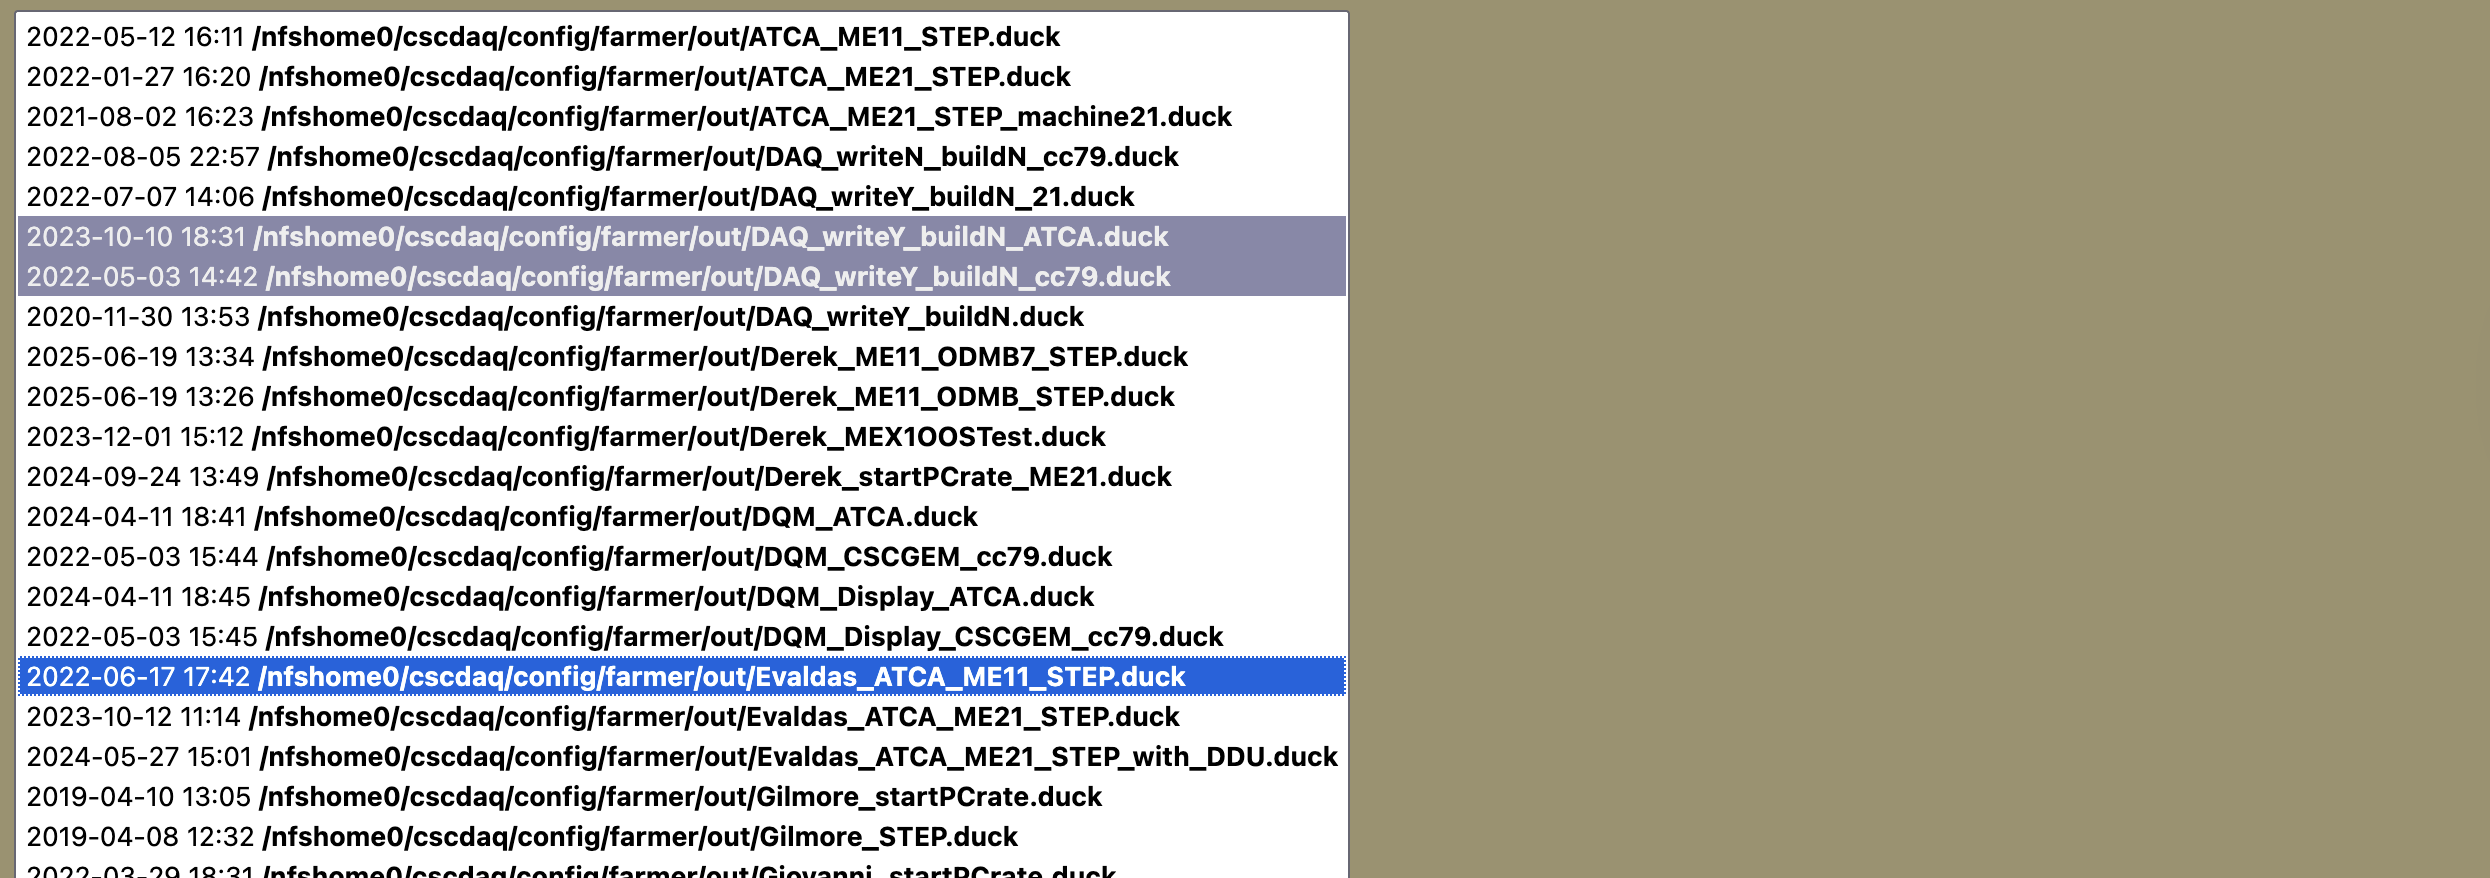 2022-05-12 16:11 /nfshome0/cscdaq/config/farmer/out/ATCA_ME11_STEP.duck
2022-01-27 16:20 /nfshome0/cscdaq/config/farmer/out/ATCA_ME21_STEP.duck
2021-08-02 16:23 /nfshome0/cscdaq/config/farmer/out/ATCA_ME21_STEP_machine21.duck
2022-08-05 22:57 /nfshome0/cscdaq/config/farmer/out/DAQ_writeN_buildN_cc79.duck
2022-07-07 14:06 /nfshome0/cscdaq/config/farmer/out/DAQ_writeY_buildN_21.duck
2023-10-10 18:31 /nfshome0/cscdaq/config/farmer/out/DAQ_writeY_buildN_ATCA.duck
2022-05-03 14:42 /nfshome0/cscdaq/config/farmer/out/DAQ_writeY_buildN_cc79.duck
2020-11-30 13:53 /nfshome0/cscdaq/config/farmer/out/DAQ_writeY_buildN.duck
2025-06-19 13:34 /nfshome0/cscdaq/config/farmer/out/Derek_ME11_ODMB7_STEP.duck
2025-06-19 13:26 /nfshome0/cscdaq/config/farmer/out/Derek_ME11_ODMB_STEP.duck
2023-12-01 15:12 /nfshome0/cscdaq/config/farmer/out/Derek_MEX1OOSTest.duck
2024-09-24 13:49 /nfshome0/cscdaq/config/farmer/out/Derek_startPCrate_ME21.duck
2024-04-11 18:41 /nfshome0/cscdaq/config/farmer/out/DQM_ATCA.duck
2022-05-03 15:44 /nfshome0/cscdaq/config/farmer/out/DQM_CSCGEM_cc79.duck
2024-04-11 18:45 /nfshome0/cscdaq/config/farmer/out/DQM_Display_ATCA.duck
2022-05-03 15:45 /nfshome0/cscdaq/config/farmer/out/DQM_Display_CSCGEM_cc79.duck
2022-06-17 17:42 /nfshome0/cscdaq/config/farmer/out/Evaldas_ATCA_ME11_STEP.duck
2023-10-12 11:14 /nfshome0/cscdaq/config/farmer/out/Evaldas_ATCA_ME21_STEP.duck
2024-05-27 15:01 /nfshome0/cscdaq/config/farmer/out/Evaldas_ATCA_ME21_STEP_with_DDU.duck
2019-04-10 13:05 /nfshome0/cscdaq/config/farmer/out/Gilmore_startPCrate.duck
2019-04-08 12:32 /nfshome0/cscdaq/config/farmer/out/Gilmore_STEP.duck
2022-03-29 18:31 /nfshome0/cscdaq/config/farmer/out/Giovanni_startPCrate.duck